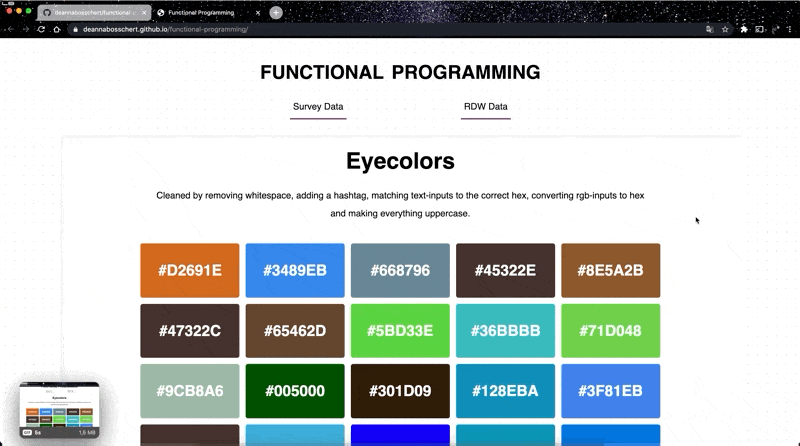 deannabosschert/functional-
Functional Programming
deannabosschert.github.io/functional-programming/
FUNCTIONAL PROGRAMMING
Survey Data
RDW Data
Eyecolors
Cleaned by removing whitespace, adding a hashtag, matching text-inputs to the correct hex, converting rgb-inputs to hex
and making everything uppercase.
#D2691E #3489EB #668796 #45322E #8E5A2B
#47322C #65462D #5BD33E #36BBBB #71D048
#9CB8A6 #005000 #301D09 #128EBA #3F81EB
Eyecolors
5s
1,5 MB